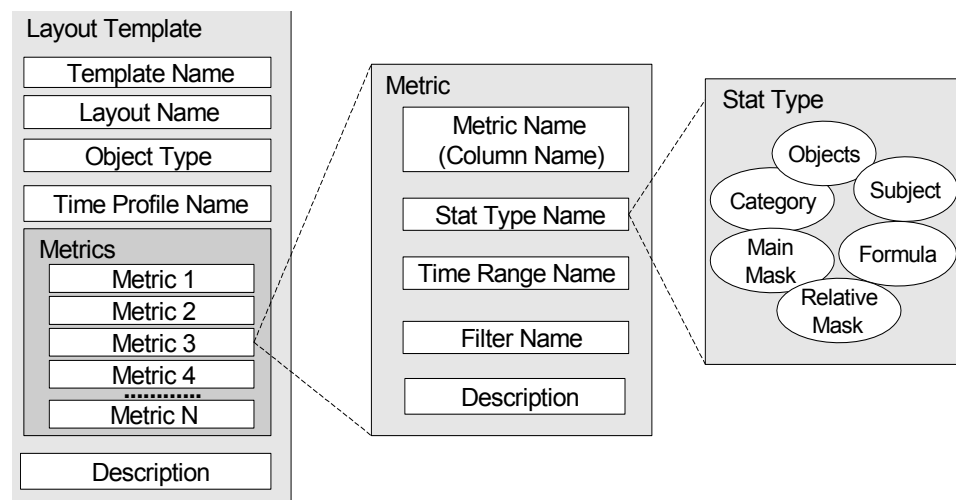 Layout Template
Template Name
Layout Name
Object Type
Time Profile Name
Metrics
Metric 1
Metric 2
Metric 3
Metric 4
Metric N
Description
Metric
Metric Name
(Column Name)
Stat Type Name
Time Range Name
Filter Name
Description
Stat Type
Objects
Subject
Category
Main
Mask
Formula
Relative
Mask